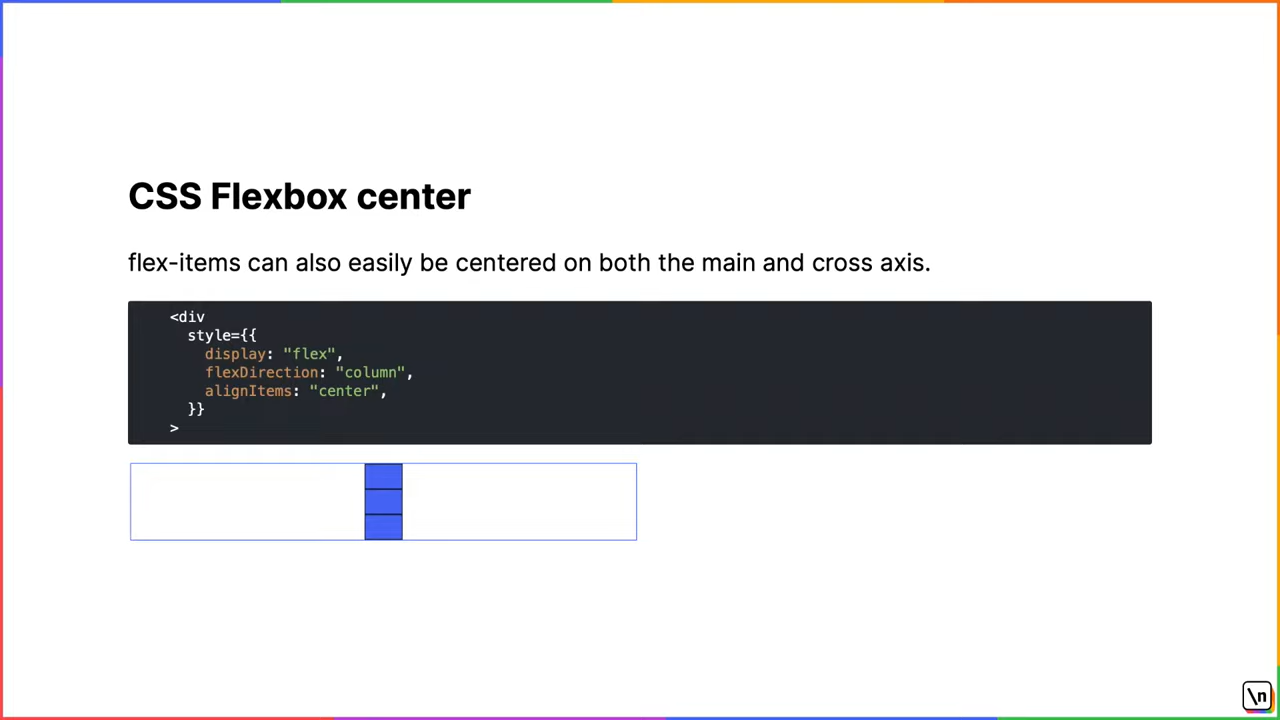 CSS Flexbox center
flex-items can also easily be centered on both the main and cross axis.
<div
style={{
display: "flex",
flexDirection: "column",
alignItems: "center",
}}
>
\n